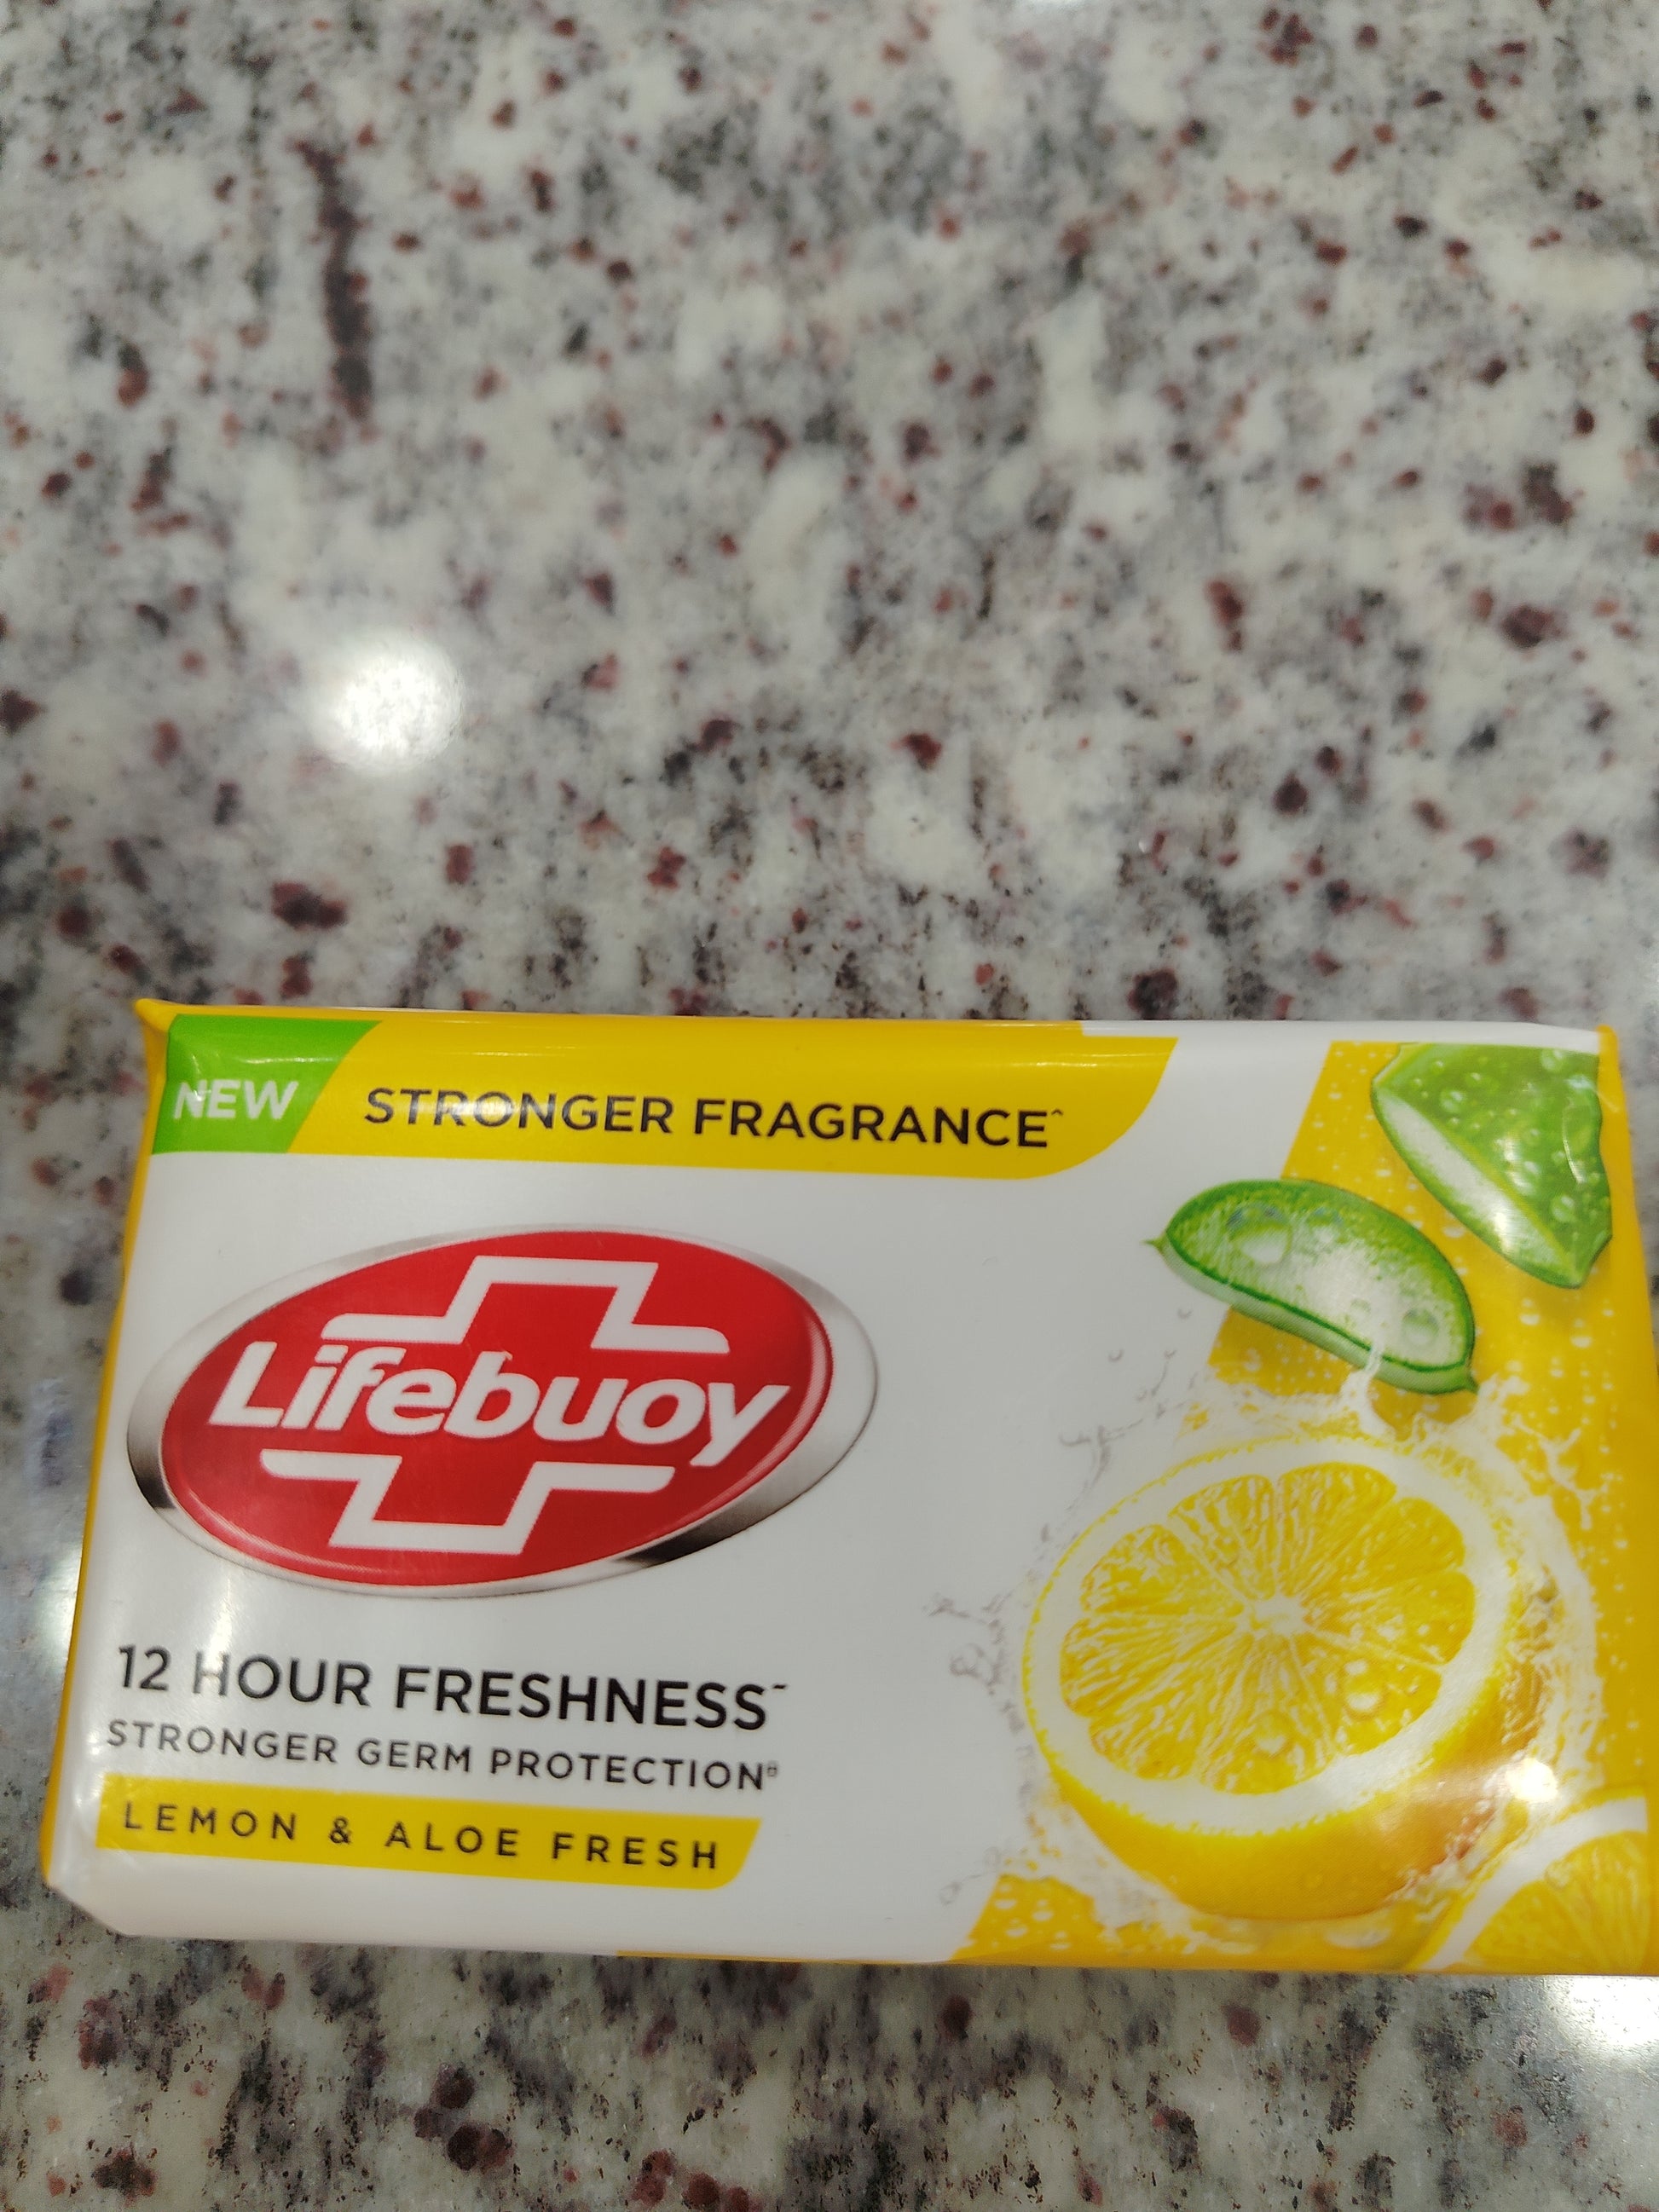 NEW
STRONGER FRAGRANCE^
Lifebuoy
12 HOUR FRESHNESS~
STRONGER GERM PROTECTION
LEMON & ALOE FRESH